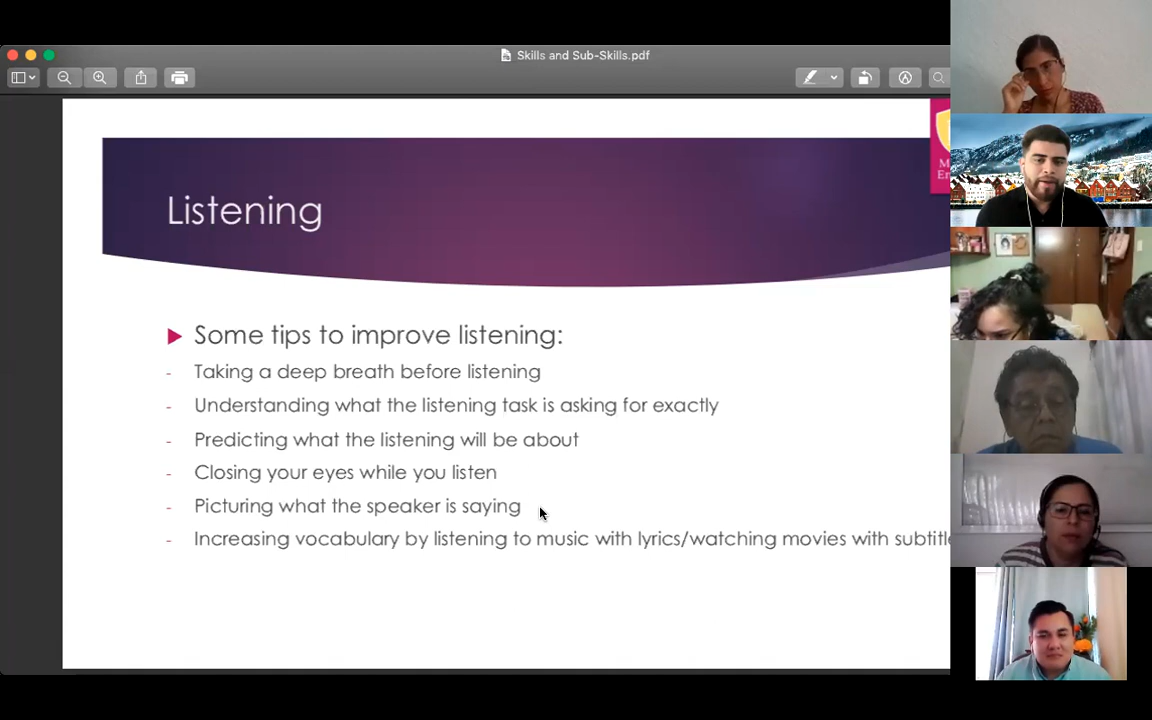 Skills and Sub-Skills.pdf
Listening
Some tips to improve listening:
- Taking a deep breath before listening
- Understanding what the listening task is asking for exactly
- Predicting what the listening will be about
- Closing your eyes while you listen
- Picturing what the speaker is saying
- Increasing vocabulary by listening to music with lyrics/watching movies with